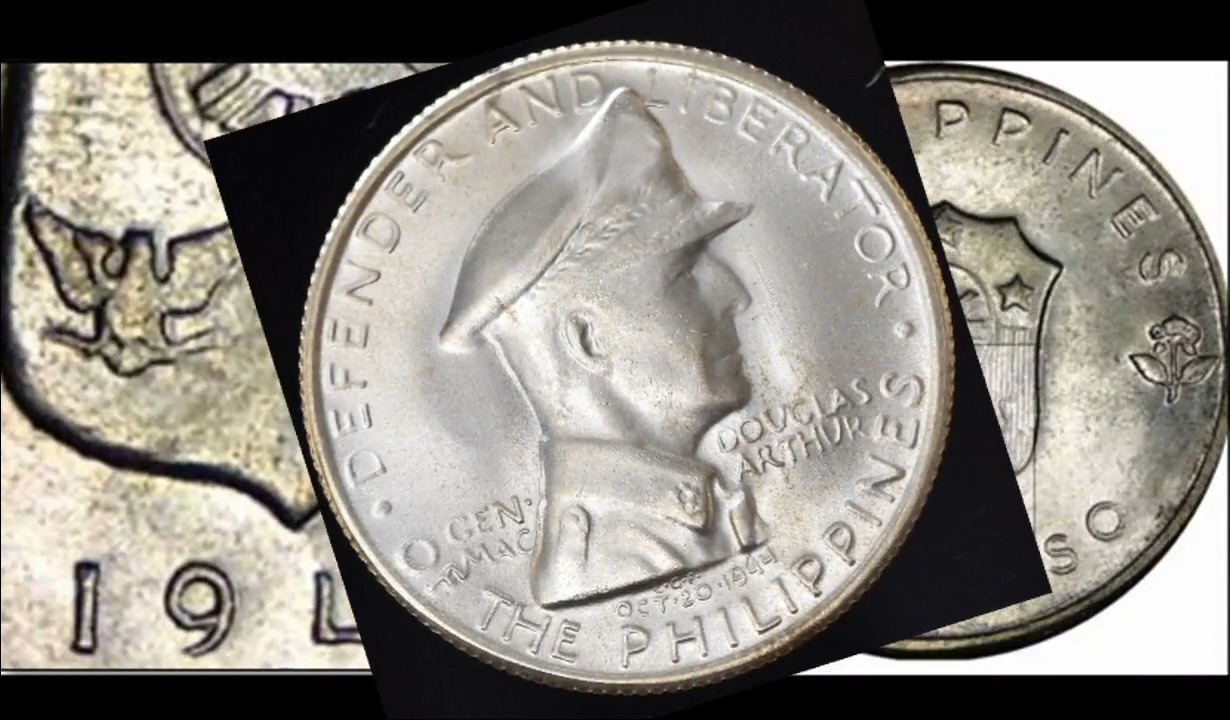 DEFENDER AND LIBERATOR
OF THE PHILIPPINES
GEN. DOUGLAS
MAC ARTHUR
OCT·20·1944
PPINES
SO
19